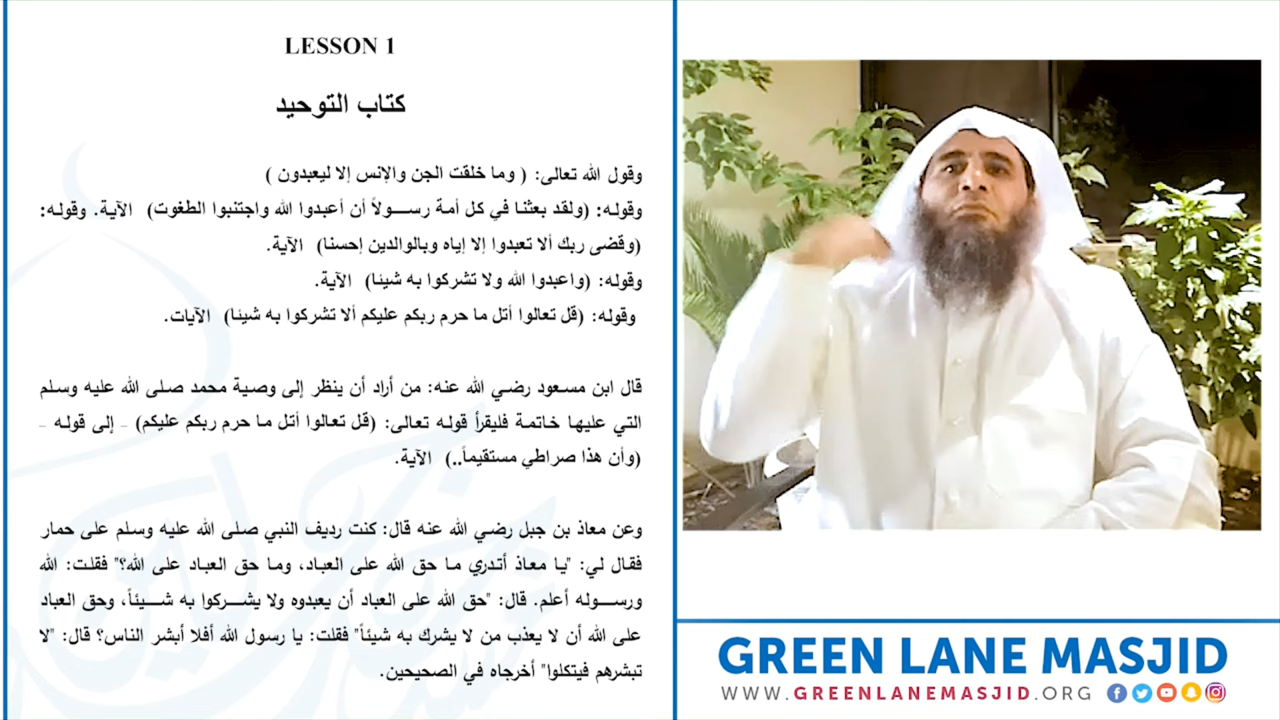 LESSON 1
كتاب التوحيد
وقول الله تعالى: ( وما خلقت الجن والإنس إلا ليعبدون )
وقوله: (ولقد بعثنا في كل أمة رسولاً أن أعبدوا الله واجتنبوا الطغوت) الآية. وقوله:
(وقضى ربك ألا تعبدوا إلا إياه وبالوالدين إحسنا) الآية.
وقوله: (واعبدوا الله ولا تشركوا به شيئا) الآية.
وقوله: (قل تعالوا أتل ما حرم ربكم عليكم ألا تشركوا به شيئا) الآيات.
قال ابن مسعود رضي الله عنه: من أراد أن ينظر إلى وصية محمد صلى الله عليه وسلم
التي عليها خاتمة فليقرأ قوله تعالى: (قل تعالوا أتل ما حرم ربكم عليكم) – إلى قوله –
(وأن هذا صراطي مستقيماً..) الآية.
وعن معاذ بن جبل رضي الله عنه قال: كنت رديف النبي صلى الله عليه وسلم على حمار
فقال لي: "يا معاذ أتدري ما حق الله على العباد، وما حق العباد على الله؟" فقلت: الله
ورسوله أعلم. قال: "حق الله على العباد أن يعبدوه ولا يشركوا به شيئاً، وحق العباد
على الله أن لا يعذب من لا يشرك به شيئاً" فقلت: يا رسول الله أفلا أبشر الناس؟ قال: "لا
تبشرهم فيتكلوا" أخرجاه في الصحيحين.
GREEN LANE MASJID
WWW.GREENLANEMASJID.ORG